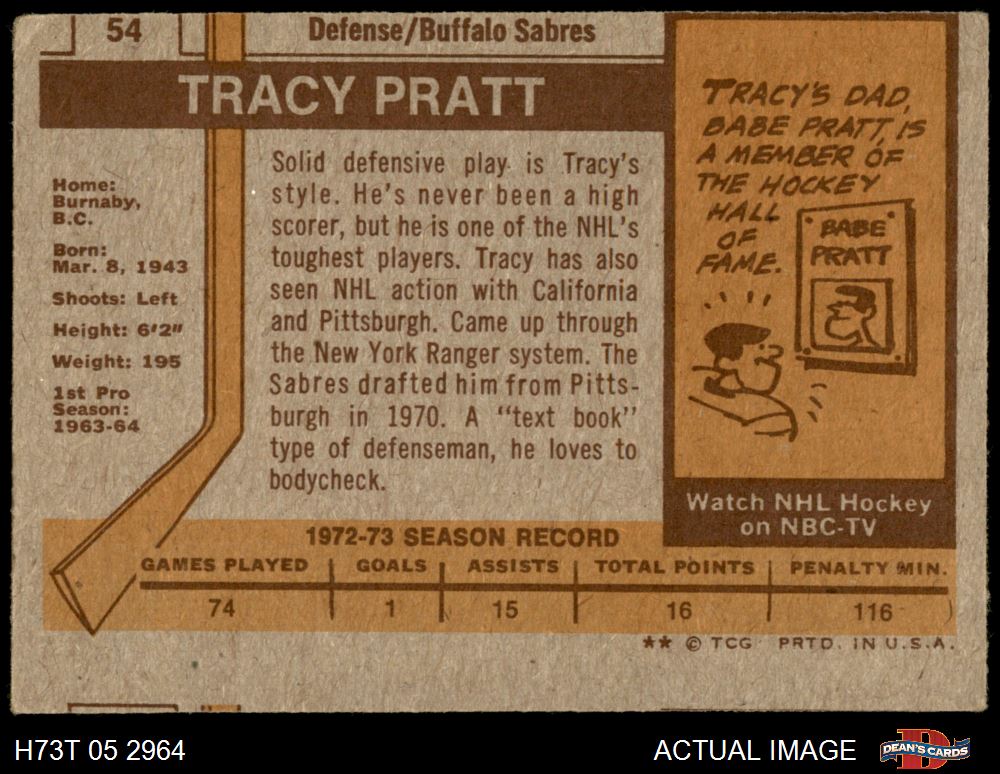 54
Defense/Buffalo Sabres
TRACY PRATT
Home:
Burnaby,
B.C.
Born:
Mar. 8, 1943
Shoots: Left
Height: 6'2"
Weight: 195
1st Pro
Season:
1963-64
Solid defensive play is Tracy's
style. He's never been a high
scorer, but he is one of the NHL's
toughest players. Tracy has also
seen NHL action with California
and Pittsburgh. Came up through
the New York Ranger system. The
Sabres drafted him from Pitts-
burgh in 1970. A "text book"
type of defenseman, he loves to
bodycheck.
TRACY'S DAD,
BABE PRATT, IS
A MEMBER OF
THE HOCKEY
HALL
OF
FAME.
BABE
PRATT
Watch NHL Hockey
on NBC-TV
1972-73 SEASON RECORD
GAMES PLAYED GOALS ASSISTS TOTAL POINTS PENALTY MIN.
74 1 15 16 116
** © TCG PRTD. IN U.S.A.
H73T 05 2964
ACTUAL IMAGE
D
DEAN'S CARDS